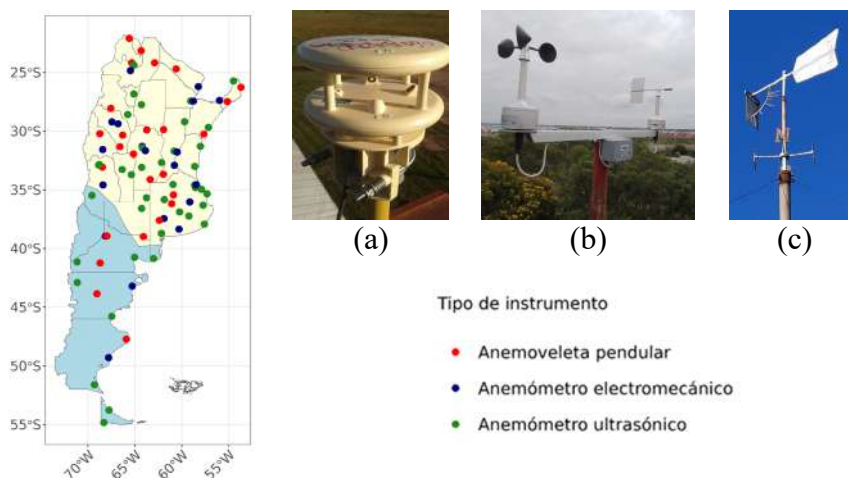 25°S
30°S
35°S
40°S
45°S
50°S
55°S
70°W
65°W
60°W
55°W
(a)
(b)
(c)
Tipo de instrumento
Anemoveleta pendular
Anemómetro electromecánico
Anemómetro ultrasónico